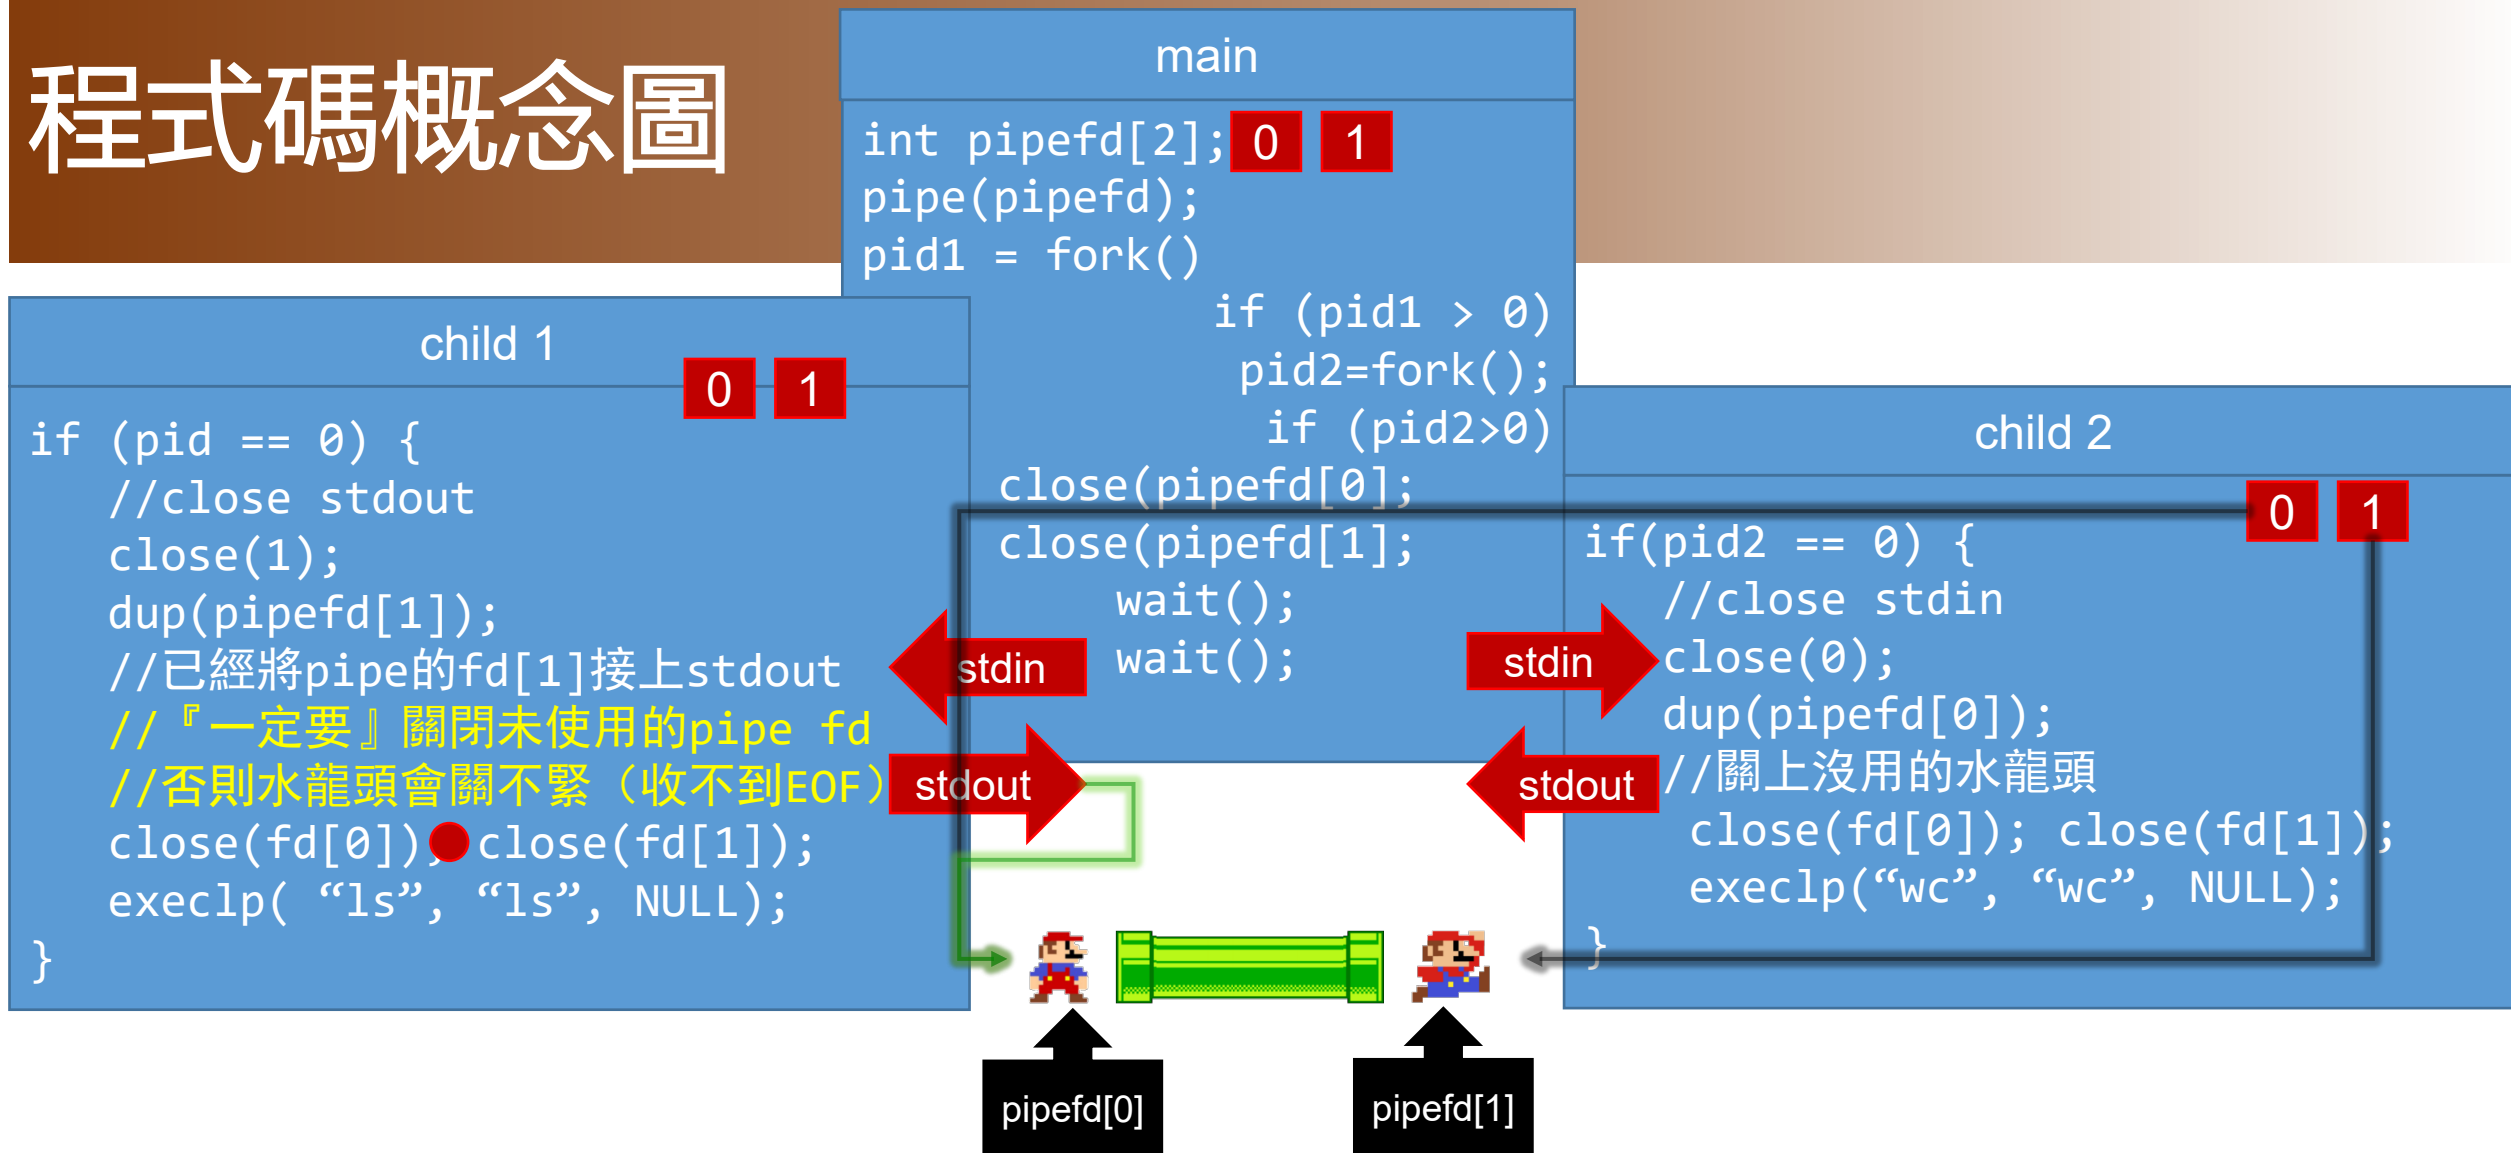 程式碼概念圖
main
int pipefd[2];
0 1
pipe(pipefd);
pid1 = fork()
if (pid1 > 0)
pid2=fork();
if (pid2>0)
close(pipefd[0];
close(pipefd[1];
wait();
wait();
child 1
0 1
if (pid == 0) {
//close stdout
close(1);
dup(pipefd[1]);
//已經將pipe的fd[1]接上stdout
//『一定要』關閉未使用的pipe fd
//否則水龍頭會關不緊（收不到EOF）
close(fd[0]); close(fd[1]);
execlp( “ls”, “ls”, NULL);
}
stdin
stdout
child 2
0 1
if(pid2 == 0) {
//close stdin
close(0);
dup(pipefd[0]);
//關上沒用的水龍頭
close(fd[0]); close(fd[1]);
execlp(“wc”, “wc”, NULL);
}
stdin
stdout
pipefd[0]
pipefd[1]